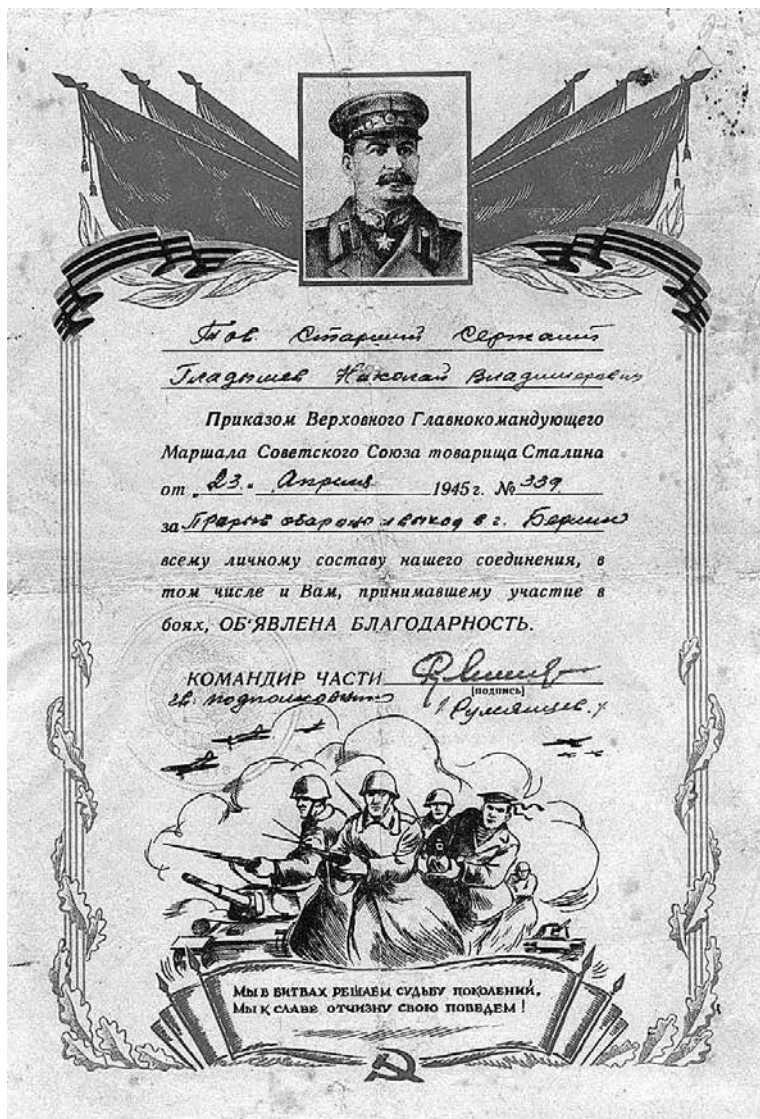 Тов. Старший Сержант
Гладышев Николай Владимерович
Приказом Верховного Главнокомандующего
Маршала Советского Союза товарища Сталина
от „23“ Апреля 1945 г. № 339
за Прорыв обороны и выход в г. Берлин
всему личному составу нашего соединения, в
том числе и Вам, принимавшему участие в
боях, ОБ'ЯВЛЕНА БЛАГОДАРНОСТЬ.
КОМАНДИР ЧАСТИ
[подпись]
гв. подполковник /Румянцев/
МЫ В БИТВАХ РЕШАЕМ СУДЬБУ ПОКОЛЕНИЙ,
МЫ К СЛАВЕ ОТЧИЗНУ СВОЮ ПОВЕДЕМ!